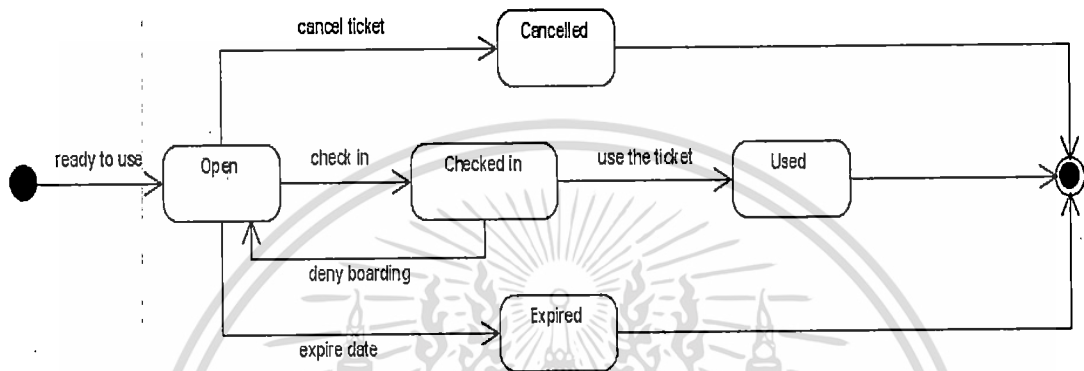 cancel ticket
Cancelled
ready to use
Open
check in
Checked in
use the ticket
Used
deny boarding
Expired
expire date